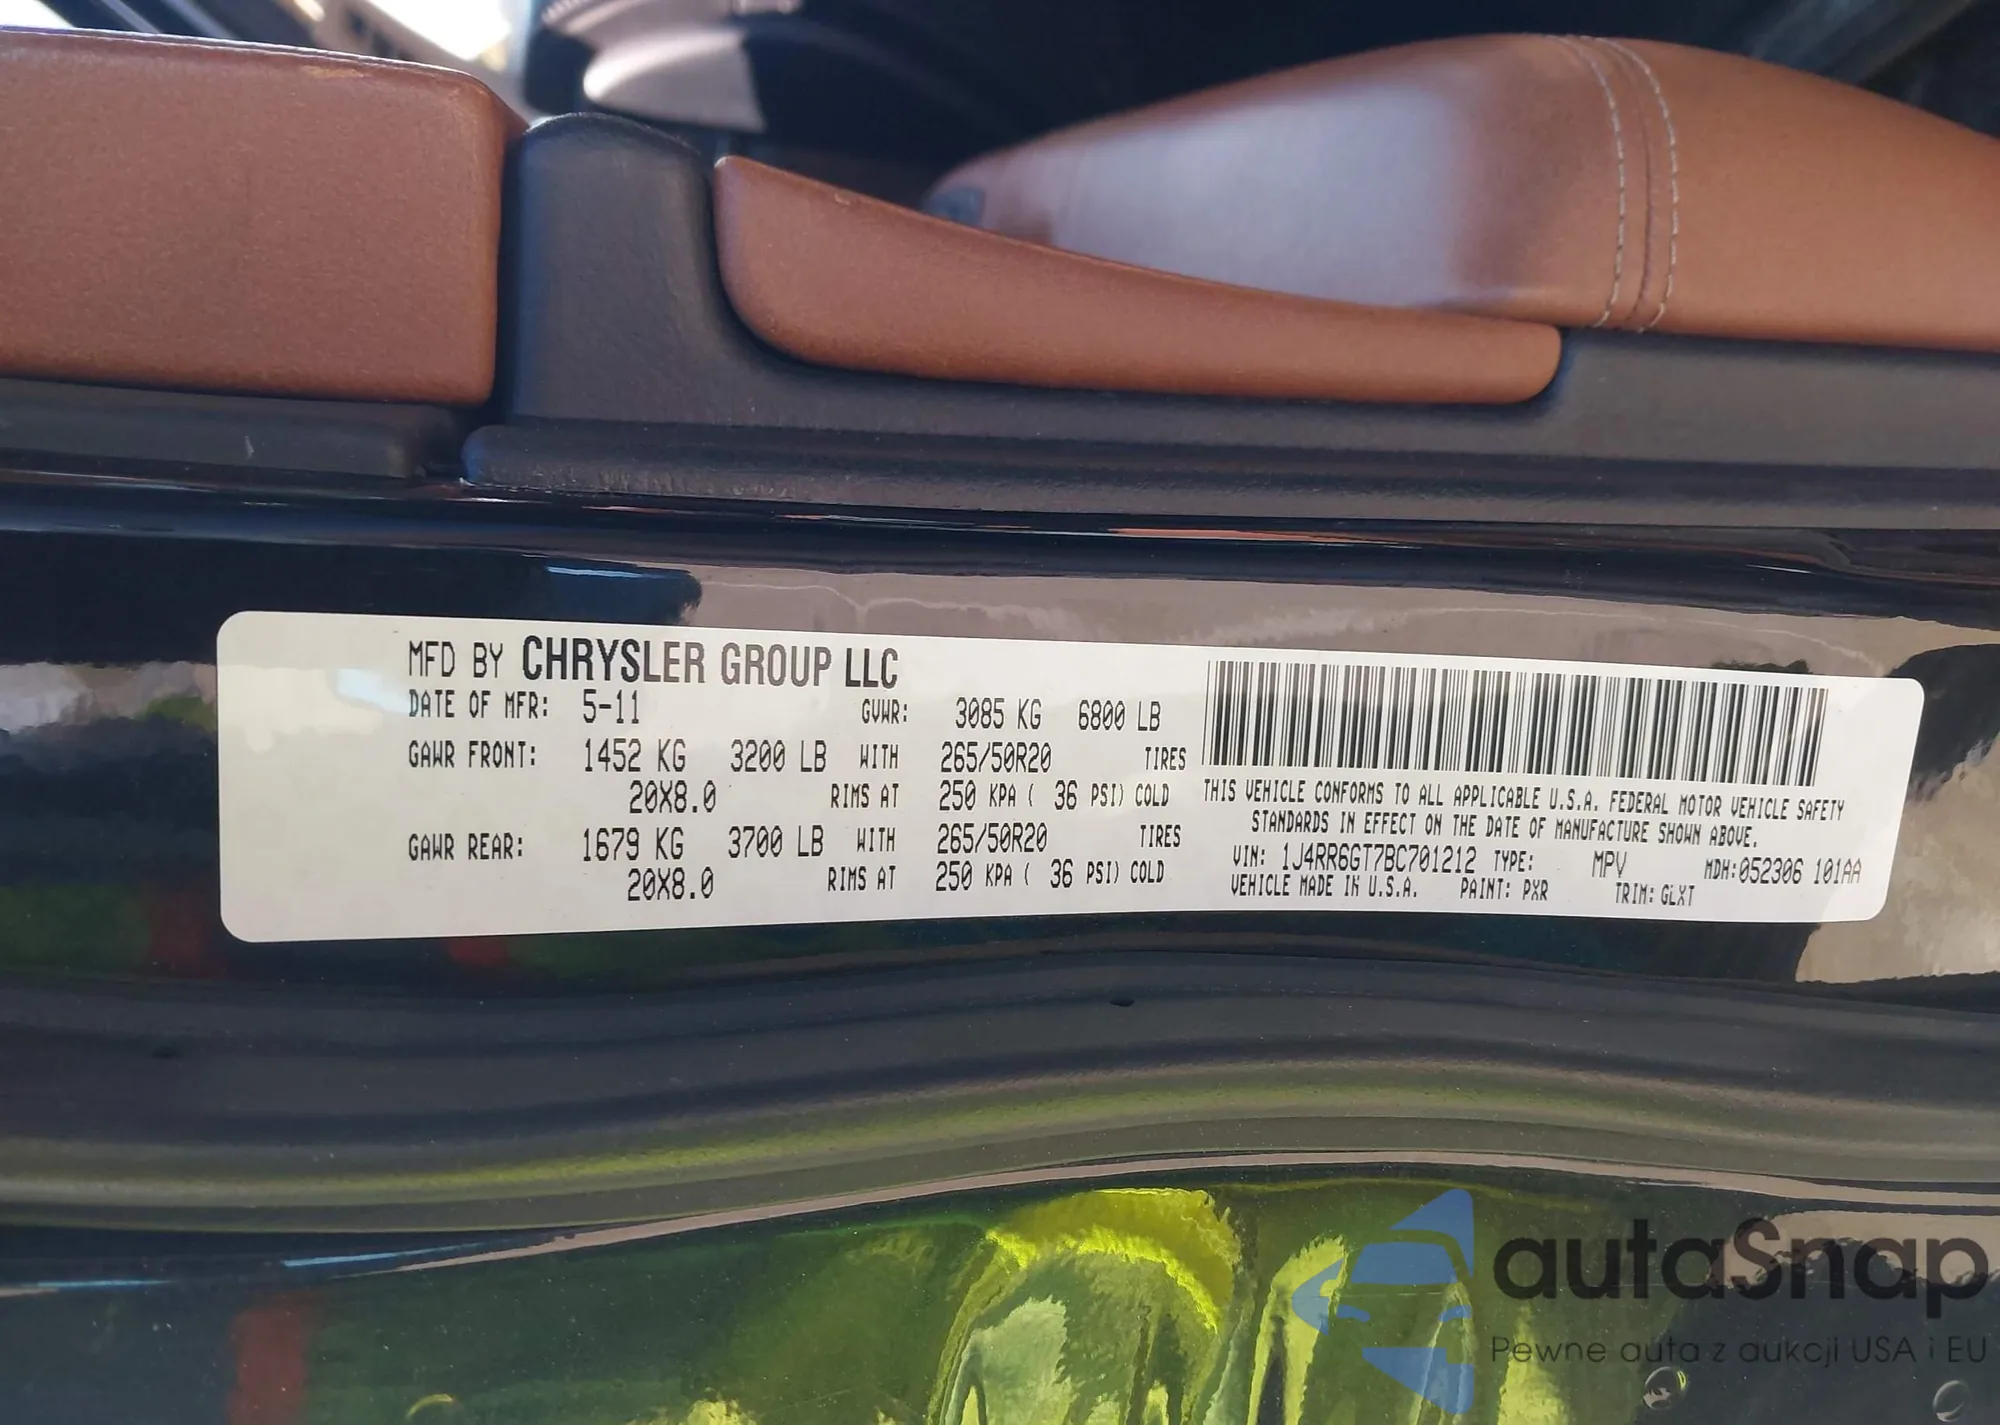 MFD BY CHRYSLER GROUP LLC
DATE OF MFR: 5-11 GVWR: 3085 KG 6800 LB
GAWR FRONT: 1452 KG 3200 LB WITH 265/50R20 TIRES
20X8.0 RIMS AT 250 KPA ( 36 PSI) COLD
GAWR REAR: 1679 KG 3700 LB WITH 265/50R20 TIRES
20X8.0 RIMS AT 250 KPA ( 36 PSI) COLD
THIS VEHICLE CONFORMS TO ALL APPLICABLE U.S.A. FEDERAL MOTOR VEHICLE SAFETY
STANDARDS IN EFFECT ON THE DATE OF MANUFACTURE SHOWN ABOVE.
VIN: 1J4RR6GT7BC701212 TYPE: MPV MDH:052306 101AA
VEHICLE MADE IN U.S.A. PAINT: PXR TRIM: GLXT
autaSnap
Pewne auta z aukcji USA i EU